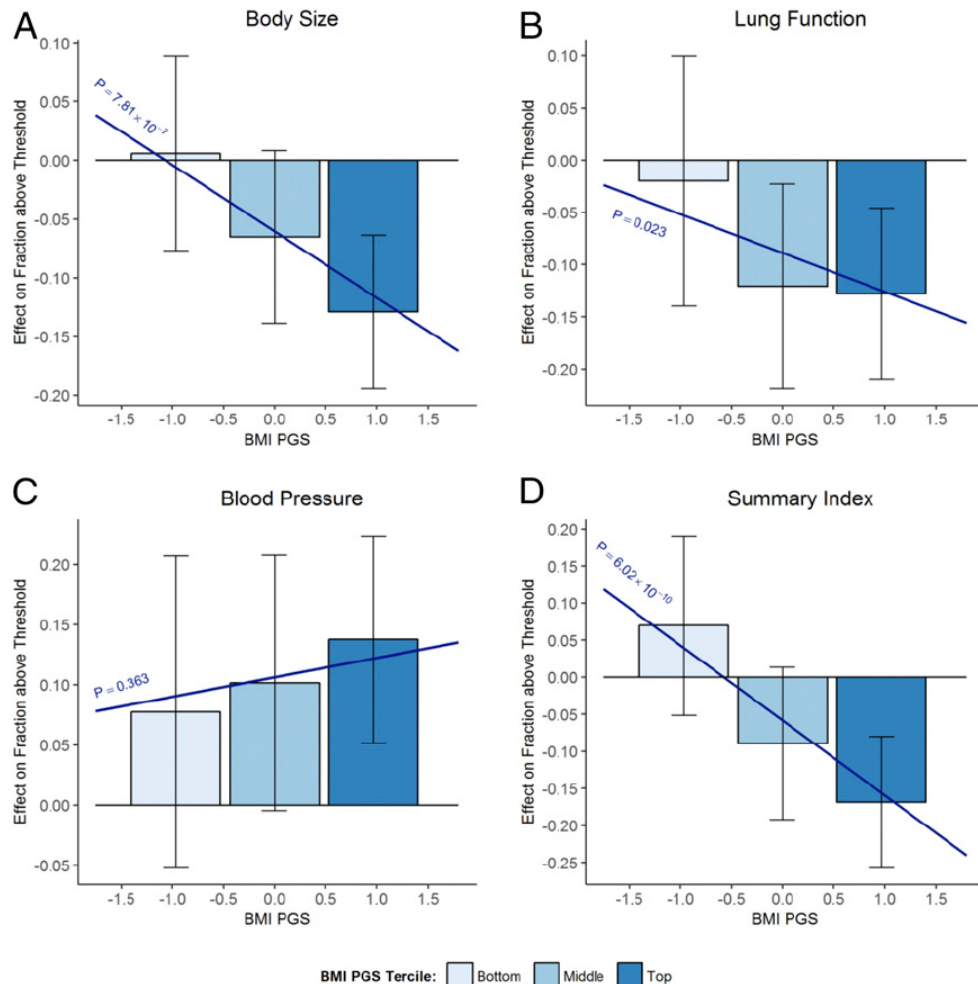 A
Body Size
Effect on Fraction above Threshold
0.10
0.05
0.00
-0.05
-0.10
-0.15
-0.20
P = 7.81 × 10⁻⁷
-1.5 -1.0 -0.5 0.0 0.5 1.0 1.5
BMI PGS
B
Lung Function
Effect on Fraction above Threshold
0.10
0.05
0.00
-0.05
-0.10
-0.15
-0.20
P = 0.023
-1.5 -1.0 -0.5 0.0 0.5 1.0 1.5
BMI PGS
C
Blood Pressure
Effect on Fraction above Threshold
0.20
0.15
0.10
0.05
0.00
-0.05
P = 0.363
-1.5 -1.0 -0.5 0.0 0.5 1.0 1.5
BMI PGS
D
Summary Index
Effect on Fraction above Threshold
0.20
0.15
0.10
0.05
0.00
-0.05
-0.10
-0.15
-0.20
-0.25
P = 6.02 × 10⁻¹⁰
-1.5 -1.0 -0.5 0.0 0.5 1.0 1.5
BMI PGS
BMI PGS Tercile: Bottom Middle Top